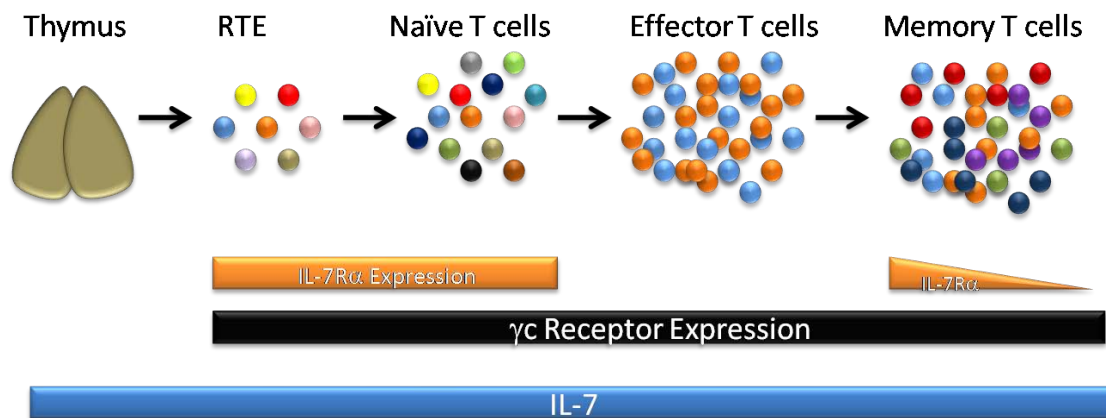 Thymus
RTE
Naïve T cells
Effector T cells
Memory T cells
IL-7Rα Expression
IL-7Rα
γc Receptor Expression
IL-7